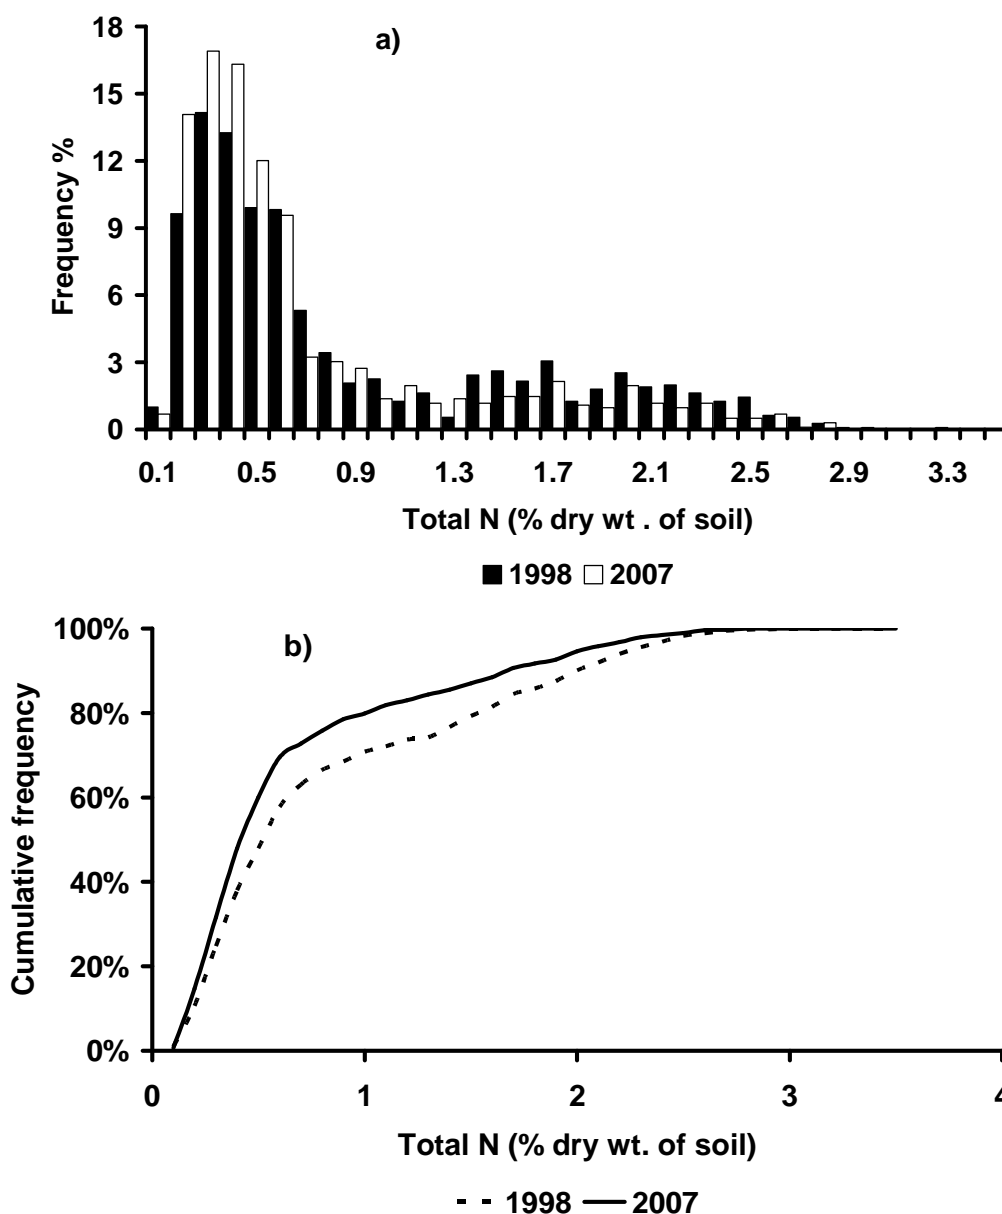 a)
18
15
12
9
6
3
0
Frequency %
0.1 0.5 0.9 1.3 1.7 2.1 2.5 2.9 3.3
Total N (% dry wt . of soil)
1998 2007
b)
100%
80%
60%
40%
20%
0%
Cumulative frequency
0 1 2 3 4
Total N (% dry wt. of soil)
1998 2007